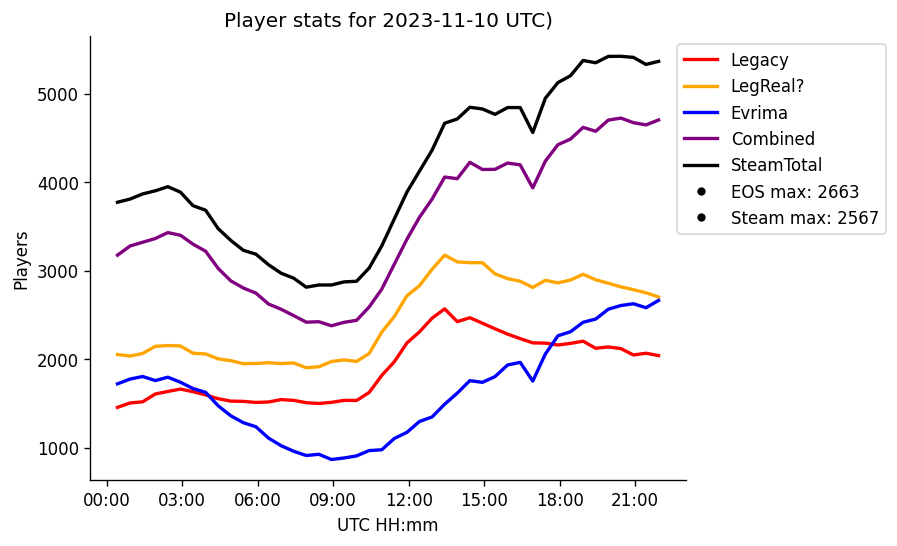 Player stats for 2023-11-10 UTC)
Players
5000
4000
3000
2000
1000
00:00 03:00 06:00 09:00 12:00 15:00 18:00 21:00
UTC HH:mm
Legacy
LegReal?
Evrima
Combined
SteamTotal
EOS max: 2663
Steam max: 2567